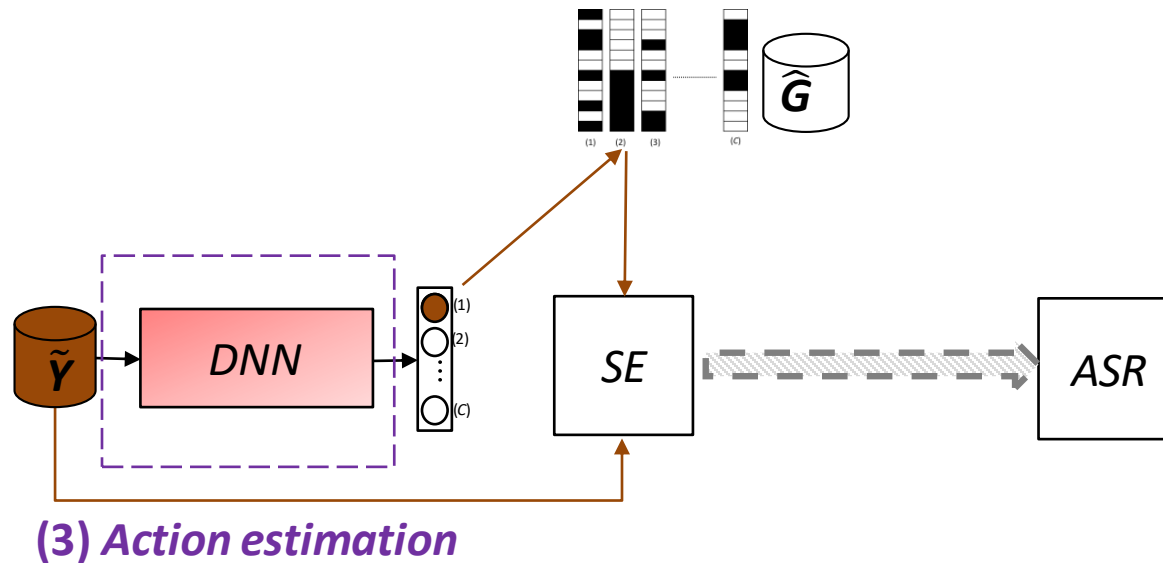 (1) (2) (3) (C)
Ĝ
Ỹ
DNN
(1)
(2)
(C)
SE
ASR
(3) Action estimation